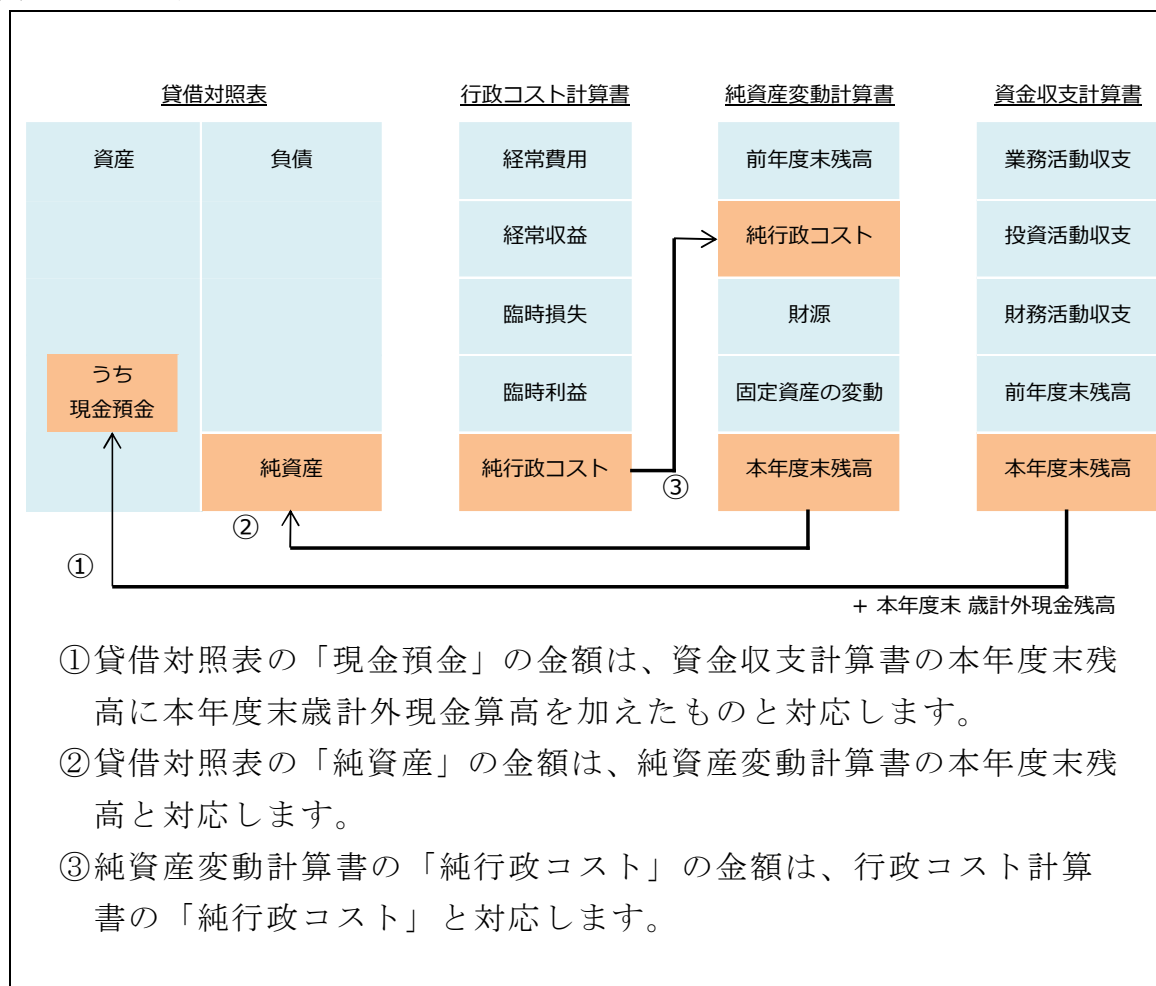 貸借対照表 行政コスト計算書 純資産変動計算書 資金収支計算書
資産 負債 経常費用 前年度末残高 業務活動収支
経常収益 純行政コスト 投資活動収支
臨時損失 財源 財務活動収支
うち
現金預金
臨時利益 固定資産の変動 前年度末残高
純資産 純行政コスト 本年度末残高 本年度末残高
③
②
①
+ 本年度末 歳計外現金残高
①貸借対照表の「現金預金」の金額は、資金収支計算書の本年度末残
高に本年度末歳計外現金算高を加えたものと対応します。
②貸借対照表の「純資産」の金額は、純資産変動計算書の本年度末残
高と対応します。
③純資産変動計算書の「純行政コスト」の金額は、行政コスト計算
書の「純行政コスト」と対応します。